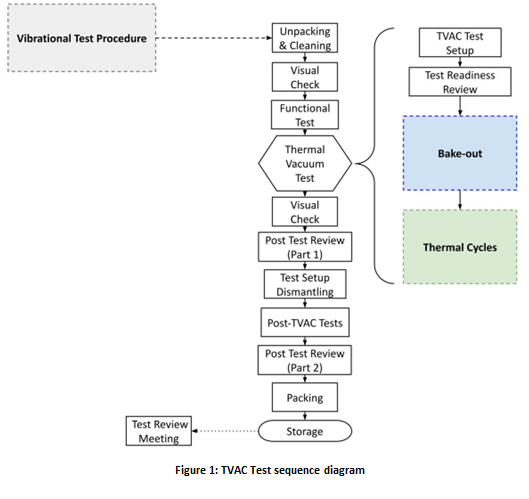 Vibrational Test Procedure
Unpacking
& Cleaning
Visual
Check
Functional
Test
Thermal
Vacuum
Test
Visual
Check
Post Test Review
(Part 1)
Test Setup
Dismantling
Post-TVAC Tests
Post Test Review
(Part 2)
Packing
Storage
Test Review
Meeting
TVAC Test
Setup
Test Readiness
Review
Bake-out
Thermal Cycles
Figure 1: TVAC Test sequence diagram